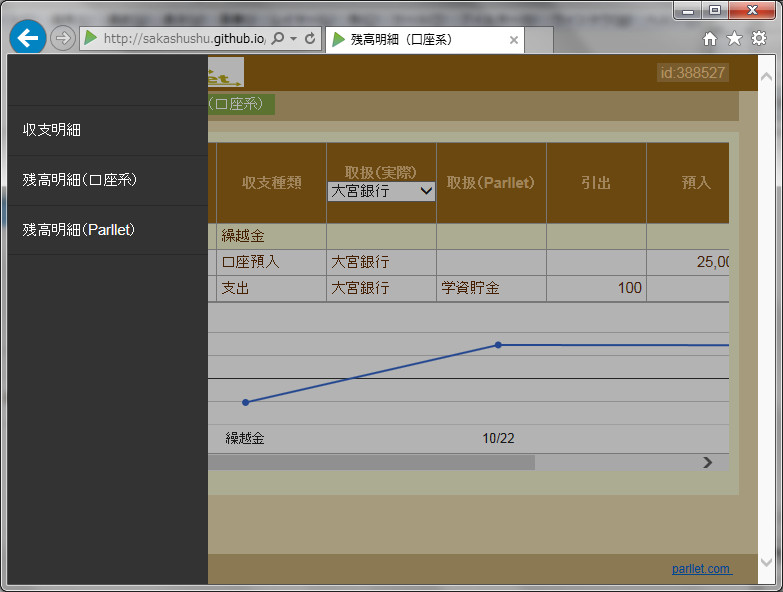 http://sakashushu.github.io,
残高明細（口座系）
id:388527
（口座系）
収支明細
残高明細(口座系)
残高明細(Parllet)
収支種類
取扱(実際)
大宮銀行
取扱(Parllet)
引出
預入
繰越金
口座預入 大宮銀行 25,00
支出 大宮銀行 学資貯金 100
繰越金 10/22
parllet.com